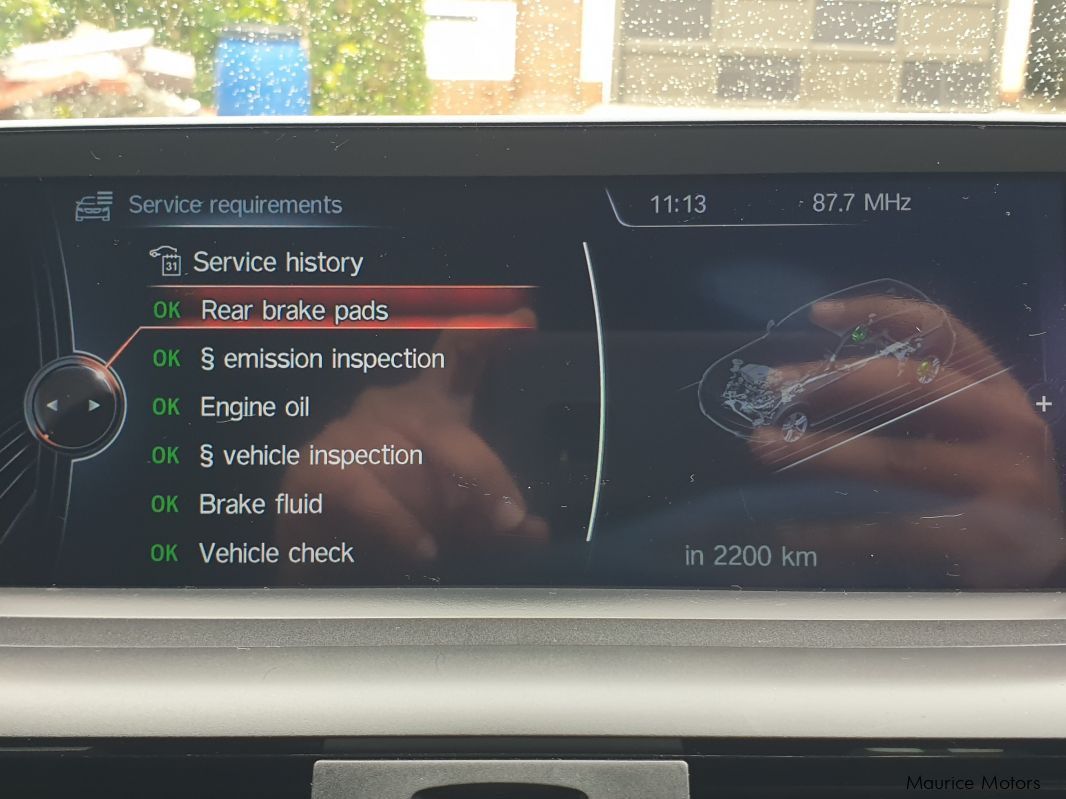 Service requirements
11:13
87.7 MHz
31
Service history
OK Rear brake pads
OK § emission inspection
OK Engine oil
OK § vehicle inspection
OK Brake fluid
OK Vehicle check
in 2200 km
+
Maurice Motors